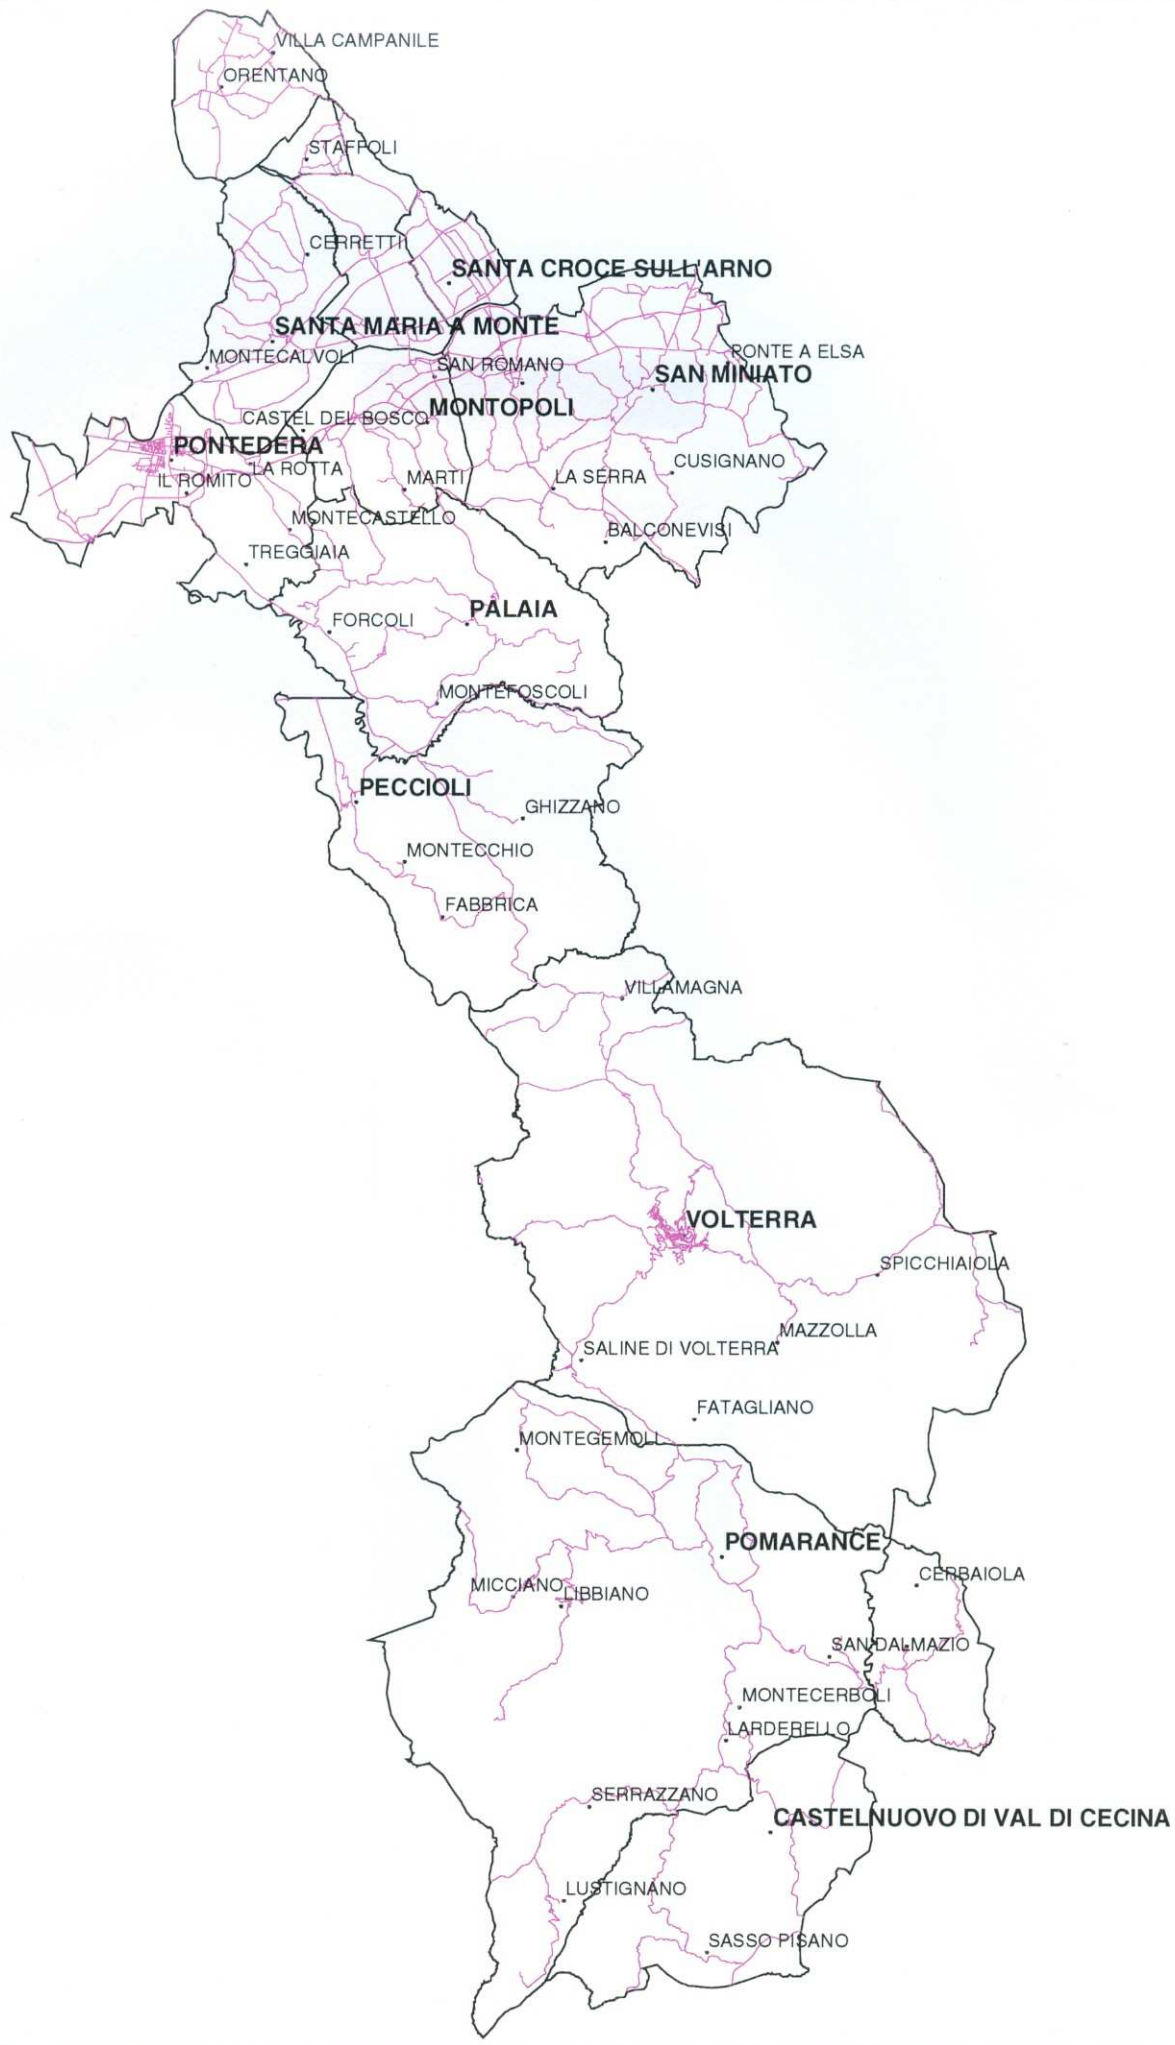 VILLA CAMPANILE
ORENTANO
STAFFOLI
CERRETTI
SANTA CROCE SULL'ARNO
SANTA MARIA A MONTE
PONTE A ELSA
MONTECALVOLI
SAN ROMANO
SAN MINIATO
MONTOPOLI
CASTEL DEL BOSCO
PONTEDERA
CUSIGNANO
LA ROTTA
IL ROMITO
MARTI
LA SERRA
MONTECASTELLO
BALCONEVISI
TREGGIAIA
PALAIA
FORCOLI
MONTEFOSCOLI
PECCIOLI
GHIZZANO
MONTECCHIO
FABBRICA
VILLAMAGNA
VOLTERRA
SPICCHIAIOLA
MAZZOLLA
SALINE DI VOLTERRA
FATAGLIANO
MONTEGEMOLI
POMARANCE
CERBAIOLA
MICCIANO
LIBBIANO
SAN DALMAZIO
MONTECERBOLI
LARDERELLO
SERRAZZANO
CASTELNUOVO DI VAL DI CECINA
LUSTIGNANO
SASSO PISANO